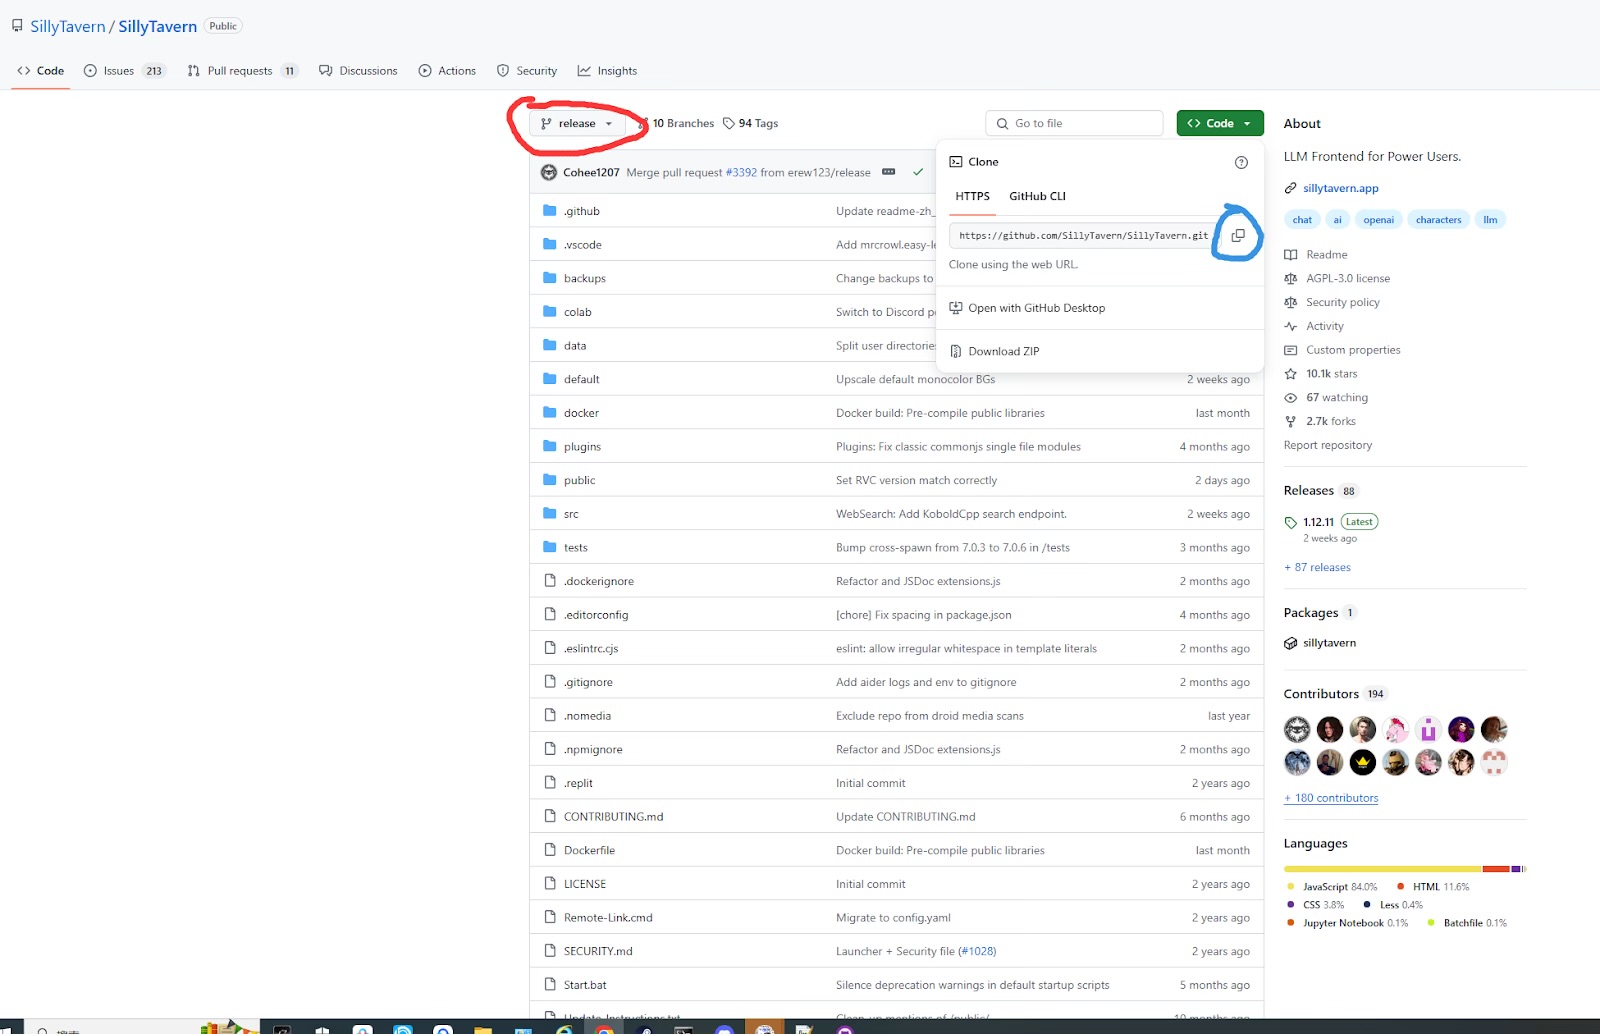 SillyTavern / SillyTavern Public
Code Issues 213 Pull requests 11 Discussions Actions Security Insights
release 10 Branches 94 Tags Go to file Code
Clone
HTTPS GitHub CLI
https://github.com/SillyTavern/SillyTavern.git
Clone using the web URL.
Open with GitHub Desktop
Download ZIP
Cohee1207 Merge pull request #3392 from erew123/release
.github Update readme-zh_
.vscode Add mrcrowl.easy-le
backups Change backups to
colab Switch to Discord p
data Split user directorie
default Upscale default monocolor BGs 2 weeks ago
docker Docker build: Pre-compile public libraries last month
plugins Plugins: Fix classic commonjs single file modules 4 months ago
public Set RVC version match correctly 2 days ago
src WebSearch: Add KoboldCpp search endpoint. 2 weeks ago
tests Bump cross-spawn from 7.0.3 to 7.0.6 in /tests 3 months ago
.dockerignore Refactor and JSDoc extensions.js 2 months ago
.editorconfig [chore] Fix spacing in package.json 4 months ago
.eslintrc.cjs eslint: allow irregular whitespace in template literals 2 months ago
.gitignore Add aider logs and env to gitignore 2 months ago
.nomedia Exclude repo from droid media scans last year
.npmignore Refactor and JSDoc extensions.js 2 months ago
.replit Initial commit 2 years ago
CONTRIBUTING.md Update CONTRIBUTING.md 6 months ago
Dockerfile Docker build: Pre-compile public libraries last month
LICENSE Initial commit 2 years ago
Remote-Link.cmd Migrate to config.yaml 2 years ago
SECURITY.md Launcher + Security file (#1028) 2 years ago
Start.bat Silence deprecation warnings in default startup scripts 5 months ago
Update-Instructions.txt Clean-up mentions of /public/ 10 months ago
About
LLM Frontend for Power Users.
sillytavern.app
chat ai openai characters llm
Readme
AGPL-3.0 license
Security policy
Activity
Custom properties
10.1k stars
67 watching
2.7k forks
Report repository
Releases 88
1.12.11 Latest
2 weeks ago
+ 87 releases
Packages 1
sillytavern
Contributors 194
+ 180 contributors
Languages
JavaScript 84.0% HTML 11.6%
CSS 3.8% Less 0.4%
Jupyter Notebook 0.1% Batchfile 0.1%